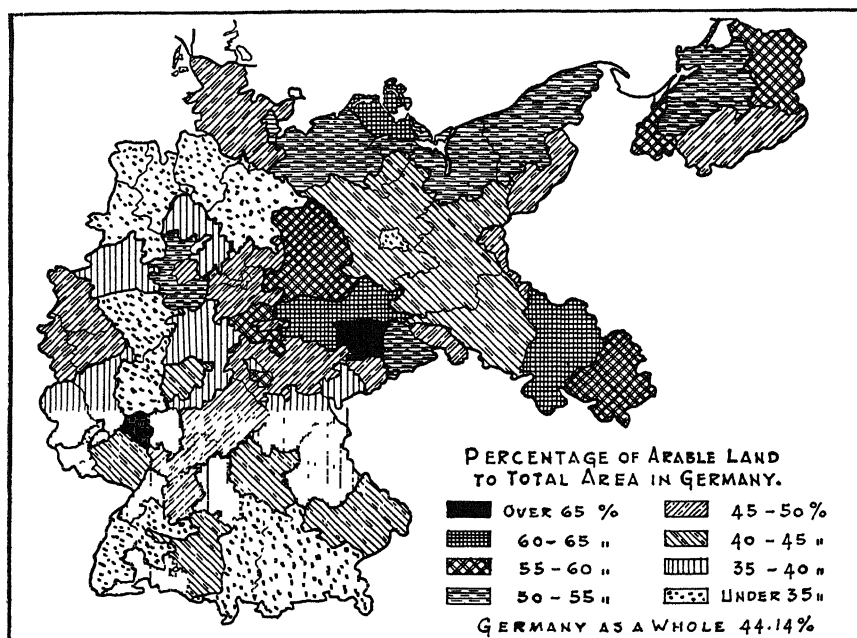 PERCENTAGE OF ARABLE LAND
TO TOTAL AREA IN GERMANY.
OVER 65 %
60-65 "
55-60 "
50-55 "
45-50%
40-45 "
35-40 "
UNDER 35 "
GERMANY AS A WHOLE 44.14%